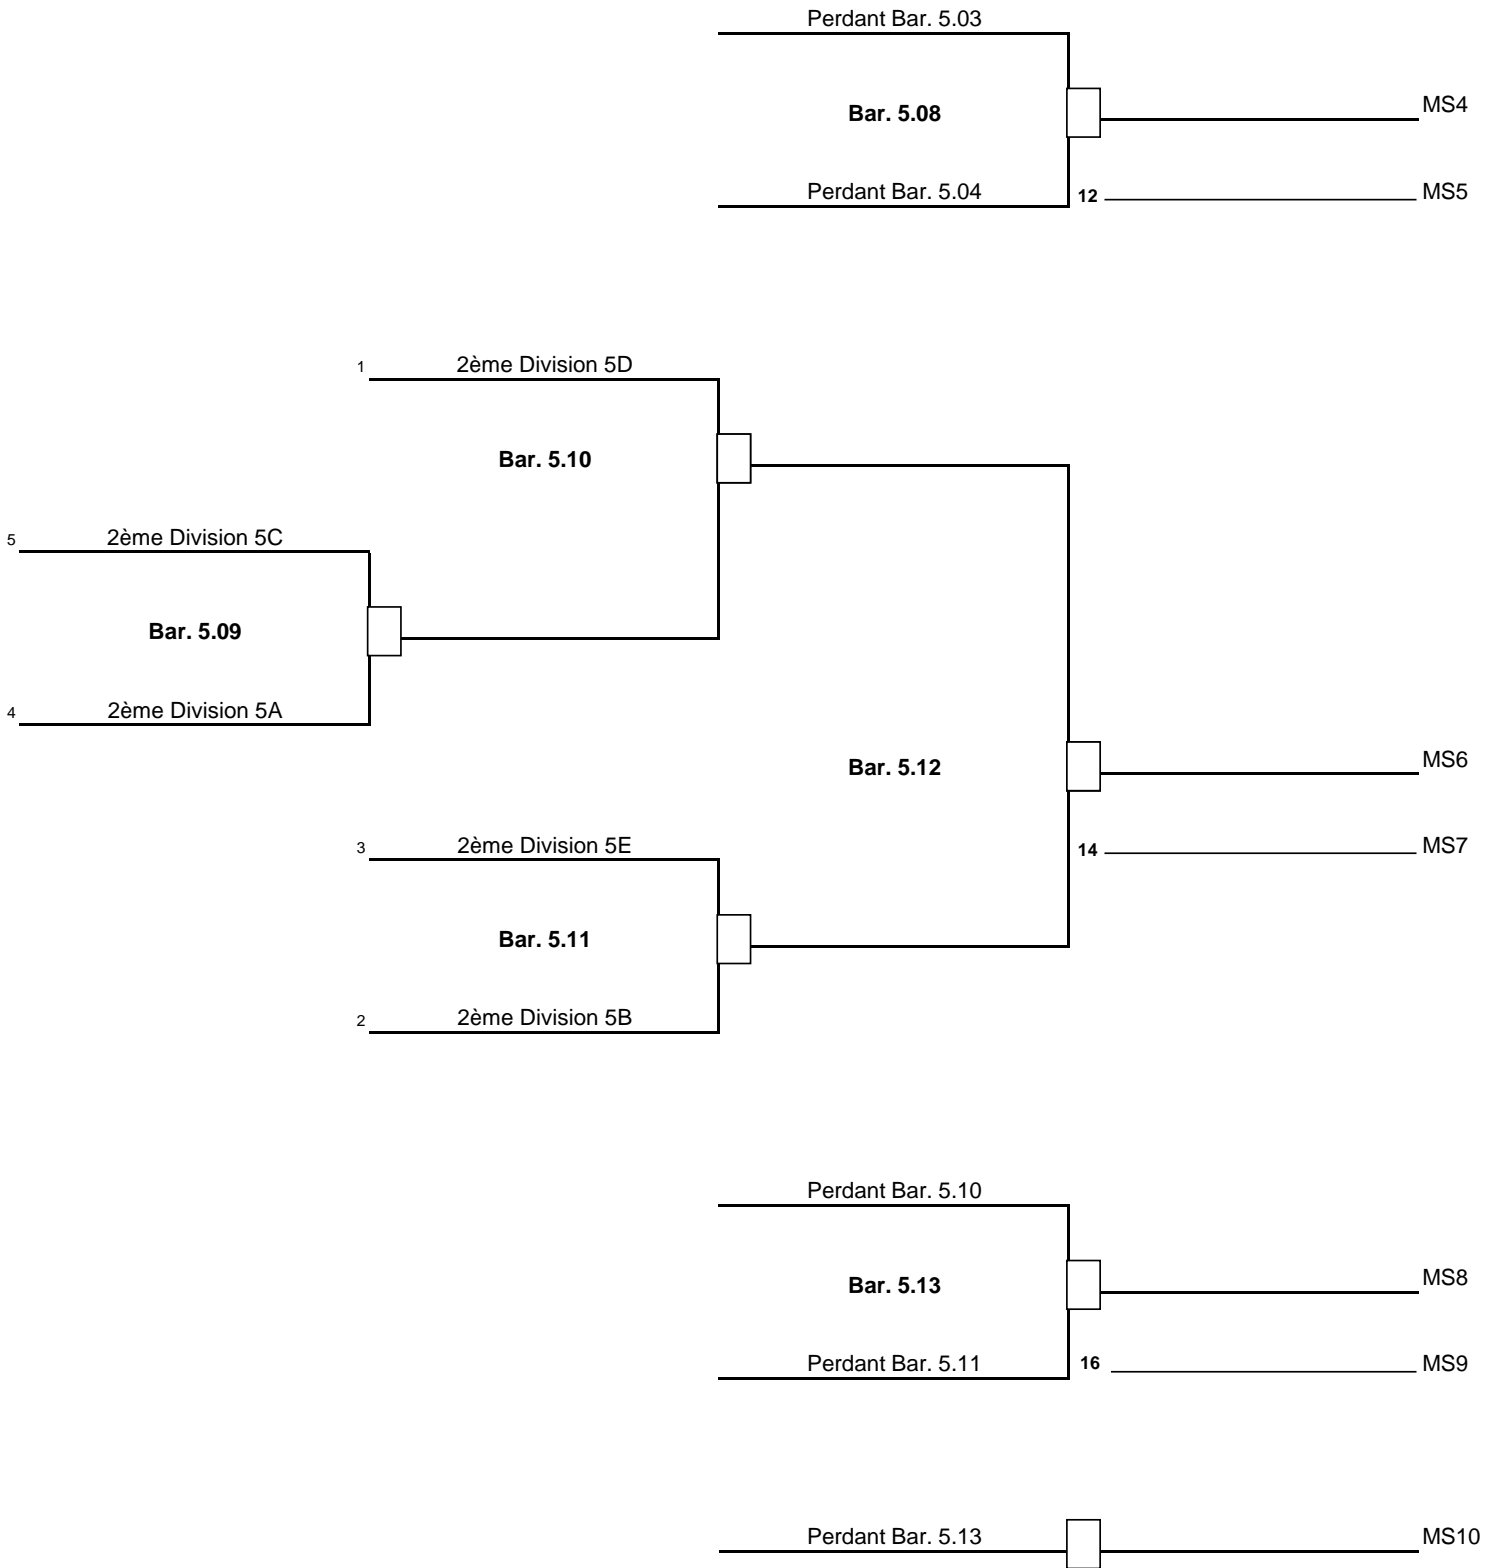 Perdant Bar. 5.03
MS4
Bar. 5.08
Perdant Bar. 5.04
12
MS5
1
2ème Division 5D
Bar. 5.10
5
2ème Division 5C
Bar. 5.09
4
2ème Division 5A
MS6
Bar. 5.12
3
2ème Division 5E
14
MS7
Bar. 5.11
2
2ème Division 5B
Perdant Bar. 5.10
MS8
Bar. 5.13
Perdant Bar. 5.11
16
MS9
Perdant Bar. 5.13
MS10